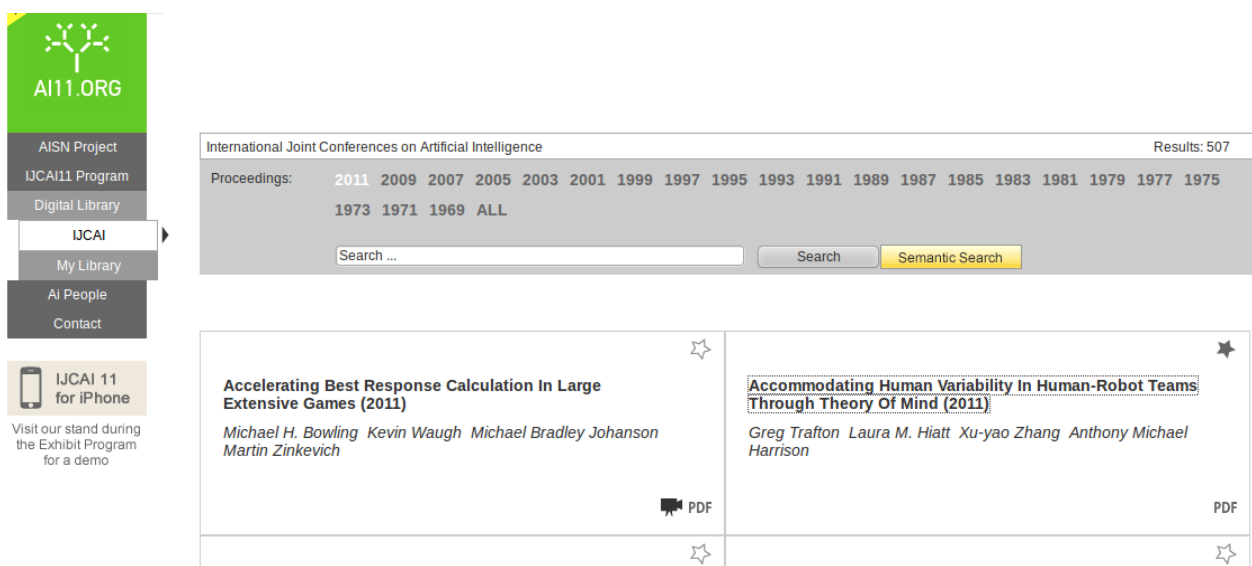 AI11.ORG
AISN Project
IJCAI11 Program
Digital Library
IJCAI
My Library
Ai People
Contact
IJCAI 11
for iPhone
Visit our stand during
the Exhibit Program
for a demo
International Joint Conferences on Artificial Intelligence Results: 507
Proceedings: 2011 2009 2007 2005 2003 2001 1999 1997 1995 1993 1991 1989 1987 1985 1983 1981 1979 1977 1975
1973 1971 1969 ALL
Search ... Search Semantic Search
Accelerating Best Response Calculation In Large
Extensive Games (2011)
Michael H. Bowling Kevin Waugh Michael Bradley Johanson
Martin Zinkevich
PDF
Accommodating Human Variability In Human-Robot Teams
Through Theory Of Mind (2011)
Greg Trafton Laura M. Hiatt Xu-yao Zhang Anthony Michael
Harrison
PDF